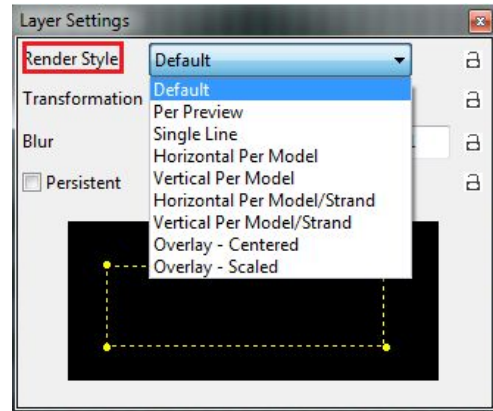 Layer Settings
Render Style Default
Default
Transformation
Per Preview
Single Line
Blur
Horizontal Per Model
Vertical Per Model
Persistent
Horizontal Per Model/Strand
Vertical Per Model/Strand
Overlay - Centered
Overlay - Scaled